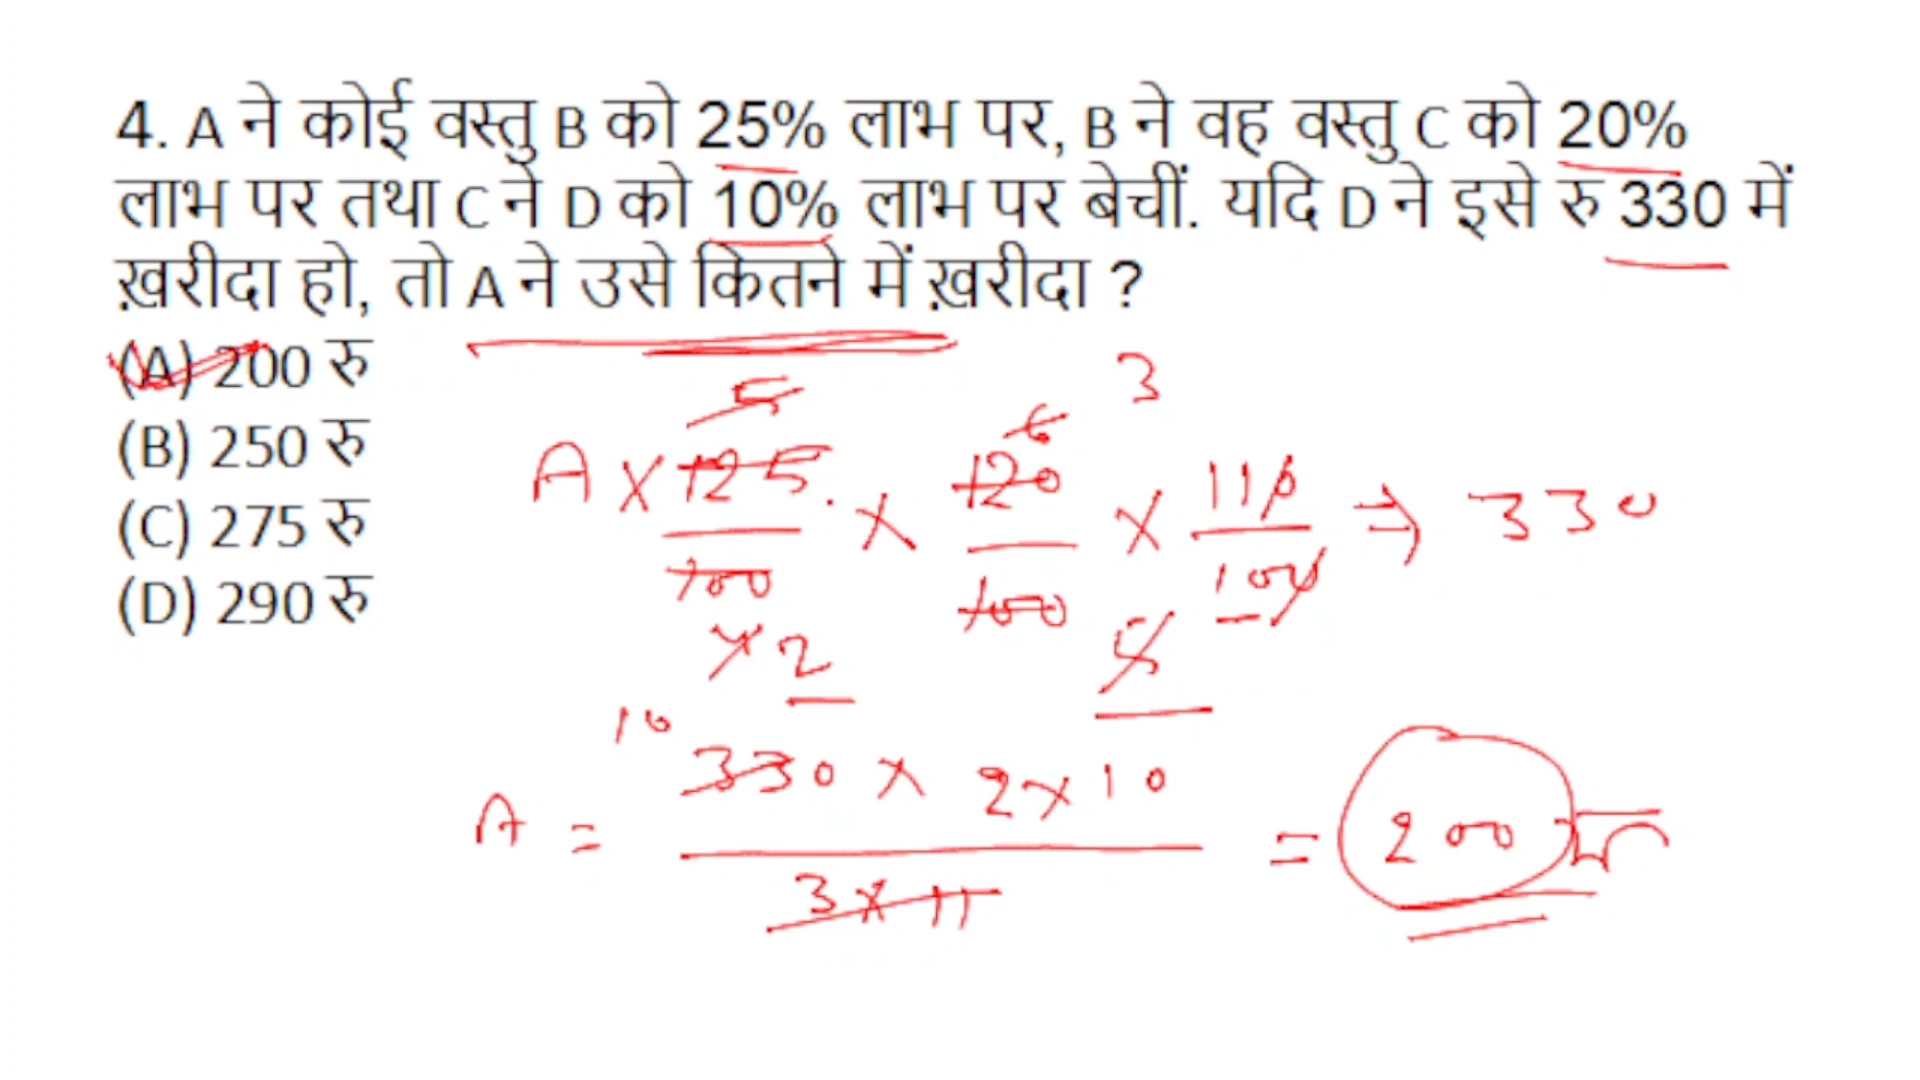 4. A ने कोई वस्तु B को 25% लाभ पर, B ने वह वस्तु C को 20%
लाभ पर तथा C ने D को 10% लाभ पर बेचीं. यदि D ने इसे रु 330 में
ख़रीदा हो, तो A ने उसे कितने में ख़रीदा ?
(A) 200 रु
(B) 250 रु
(C) 275 रु
(D) 290 रु
5 6 3
A × 125 × 120 × 110 ⇒ 330
100 100 100
4 2 5
10
330 × 2 × 10
A = = 200 रु
3 × 11